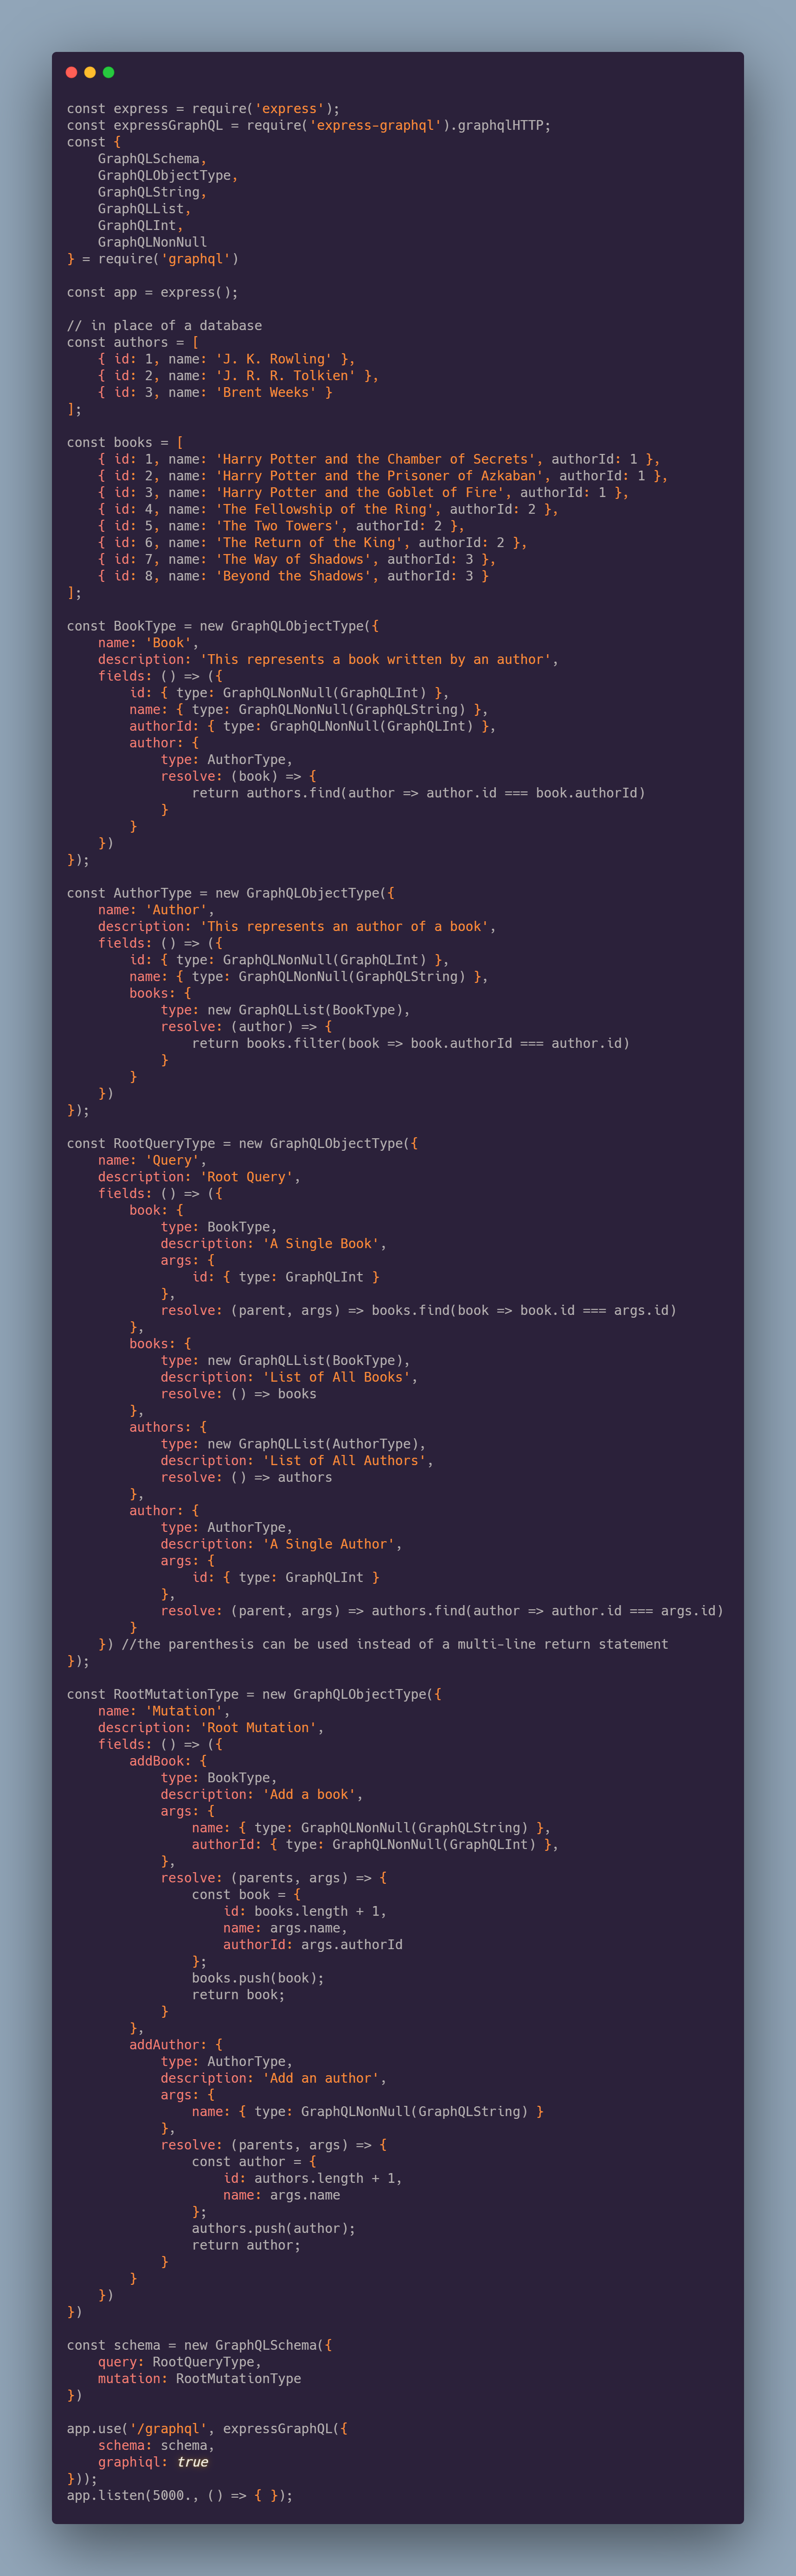 const express = require('express');
const expressGraphQL = require('express-graphql').graphqlHTTP;
const {
    GraphQLSchema,
    GraphQLObjectType,
    GraphQLString,
    GraphQLList,
    GraphQLInt,
    GraphQLNonNull
} = require('graphql')

const app = express();

// in place of a database
const authors = [
    { id: 1, name: 'J. K. Rowling' },
    { id: 2, name: 'J. R. R. Tolkien' },
    { id: 3, name: 'Brent Weeks' }
];

const books = [
    { id: 1, name: 'Harry Potter and the Chamber of Secrets', authorId: 1 },
    { id: 2, name: 'Harry Potter and the Prisoner of Azkaban', authorId: 1 },
    { id: 3, name: 'Harry Potter and the Goblet of Fire', authorId: 1 },
    { id: 4, name: 'The Fellowship of the Ring', authorId: 2 },
    { id: 5, name: 'The Two Towers', authorId: 2 },
    { id: 6, name: 'The Return of the King', authorId: 2 },
    { id: 7, name: 'The Way of Shadows', authorId: 3 },
    { id: 8, name: 'Beyond the Shadows', authorId: 3 }
];

const BookType = new GraphQLObjectType({
    name: 'Book',
    description: 'This represents a book written by an author',
    fields: () => ({
        id: { type: GraphQLNonNull(GraphQLInt) },
        name: { type: GraphQLNonNull(GraphQLString) },
        authorId: { type: GraphQLNonNull(GraphQLInt) },
        author: {
            type: AuthorType,
            resolve: (book) => {
                return authors.find(author => author.id === book.authorId)
            }
        }
    })
});

const AuthorType = new GraphQLObjectType({
    name: 'Author',
    description: 'This represents an author of a book',
    fields: () => ({
        id: { type: GraphQLNonNull(GraphQLInt) },
        name: { type: GraphQLNonNull(GraphQLString) },
        books: {
            type: new GraphQLList(BookType),
            resolve: (author) => {
                return books.filter(book => book.authorId === author.id)
            }
        }
    })
});

const RootQueryType = new GraphQLObjectType({
    name: 'Query',
    description: 'Root Query',
    fields: () => ({
        book: {
            type: BookType,
            description: 'A Single Book',
            args: {
                id: { type: GraphQLInt }
            },
            resolve: (parent, args) => books.find(book => book.id === args.id)
        },
        books: {
            type: new GraphQLList(BookType),
            description: 'List of All Books',
            resolve: () => books
        },
        authors: {
            type: new GraphQLList(AuthorType),
            description: 'List of All Authors',
            resolve: () => authors
        },
        author: {
            type: AuthorType,
            description: 'A Single Author',
            args: {
                id: { type: GraphQLInt }
            },
            resolve: (parent, args) => authors.find(author => author.id === args.id)
        }
    }) //the parenthesis can be used instead of a multi-line return statement
});

const RootMutationType = new GraphQLObjectType({
    name: 'Mutation',
    description: 'Root Mutation',
    fields: () => ({
        addBook: {
            type: BookType,
            description: 'Add a book',
            args: {
                name: { type: GraphQLNonNull(GraphQLString) },
                authorId: { type: GraphQLNonNull(GraphQLInt) },
            },
            resolve: (parents, args) => {
                const book = {
                    id: books.length + 1,
                    name: args.name,
                    authorId: args.authorId
                };
                books.push(book);
                return book;
            }
        },
        addAuthor: {
            type: AuthorType,
            description: 'Add an author',
            args: {
                name: { type: GraphQLNonNull(GraphQLString) }
            },
            resolve: (parents, args) => {
                const author = {
                    id: authors.length + 1,
                    name: args.name
                };
                authors.push(author);
                return author;
            }
        }
    })
})

const schema = new GraphQLSchema({
    query: RootQueryType,
    mutation: RootMutationType
})

app.use('/graphql', expressGraphQL({
    schema: schema,
    graphiql: true
}));
app.listen(5000., () => { });